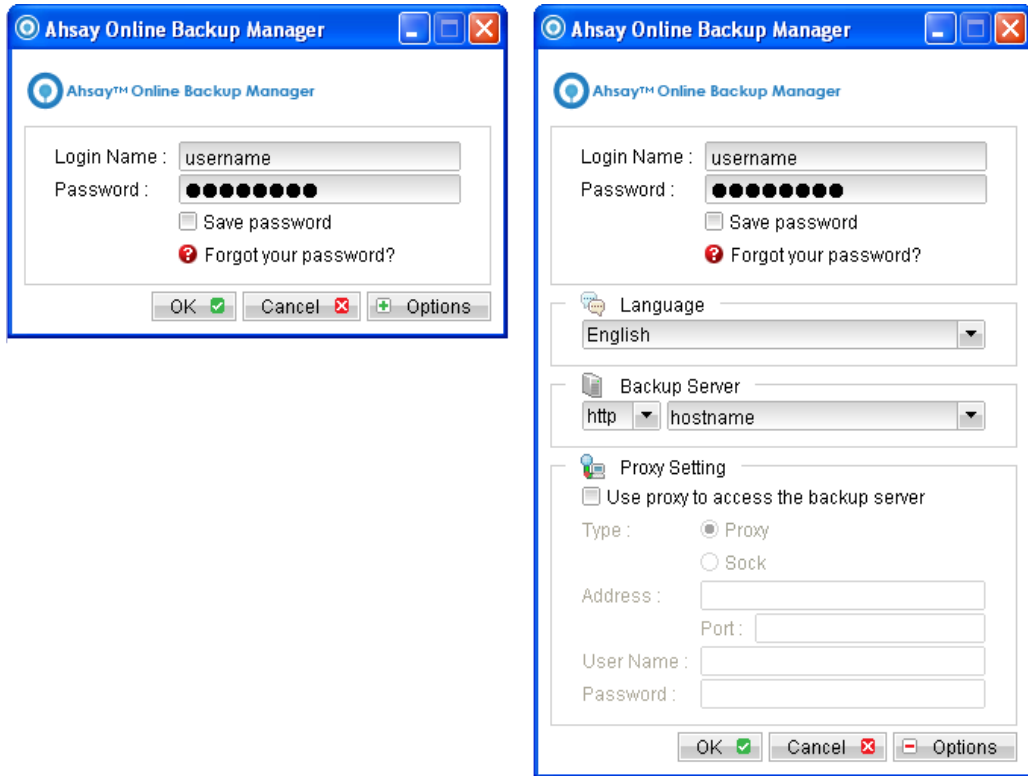 Ahsay Online Backup Manager
Ahsay™ Online Backup Manager
Login Name : username
Password : ●●●●●●●●
Save password
Forgot your password?
OK Cancel Options
Ahsay Online Backup Manager
Ahsay™ Online Backup Manager
Login Name : username
Password : ●●●●●●●●
Save password
Forgot your password?
Language
English
Backup Server
http hostname
Proxy Setting
Use proxy to access the backup server
Type : Proxy
Sock
Address :
Port :
User Name :
Password :
OK Cancel Options